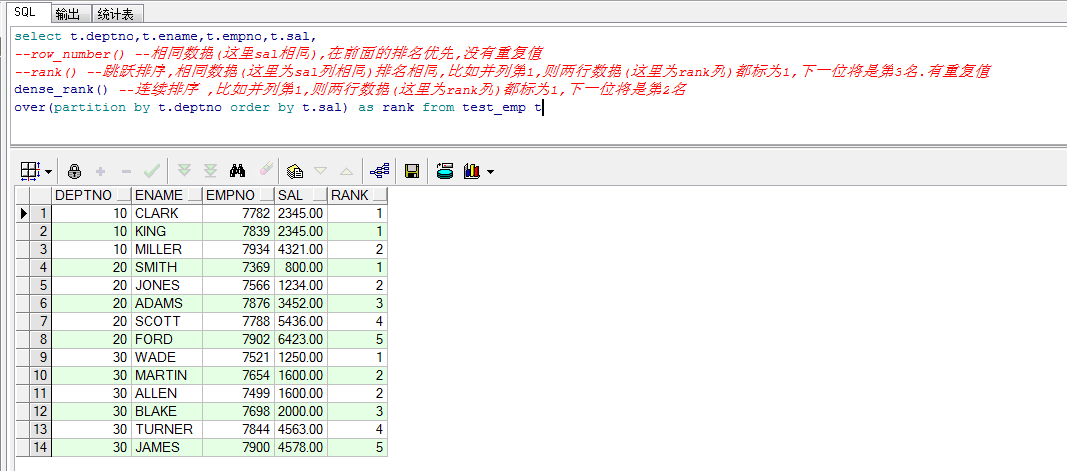 SQL 输出 统计表
select t.deptno,t.ename,t.empno,t.sal,
--row_number() --相同数据(这里sal相同),在前面的排名优先,没有重复值
--rank() --跳跃排序,相同数据(这里为sal列相同)排名相同,比如并列第1,则两行数据(这里为rank列)都标为1,下一位将是第3名.有重复值
dense_rank() --连续排序 ,比如并列第1,则两行数据(这里为rank列)都标为1,下一位将是第2名
over(partition by t.deptno order by t.sal) as rank from test_emp t
DEPTNO ENAME EMPNO SAL RANK
1 10 CLARK 7782 2345.00 1
2 10 KING 7839 2345.00 1
3 10 MILLER 7934 4321.00 2
4 20 SMITH 7369 800.00 1
5 20 JONES 7566 1234.00 2
6 20 ADAMS 7876 3452.00 3
7 20 SCOTT 7788 5436.00 4
8 20 FORD 7902 6423.00 5
9 30 WADE 7521 1250.00 1
10 30 MARTIN 7654 1600.00 2
11 30 ALLEN 7499 1600.00 2
12 30 BLAKE 7698 2000.00 3
13 30 TURNER 7844 4563.00 4
14 30 JAMES 7900 4578.00 5